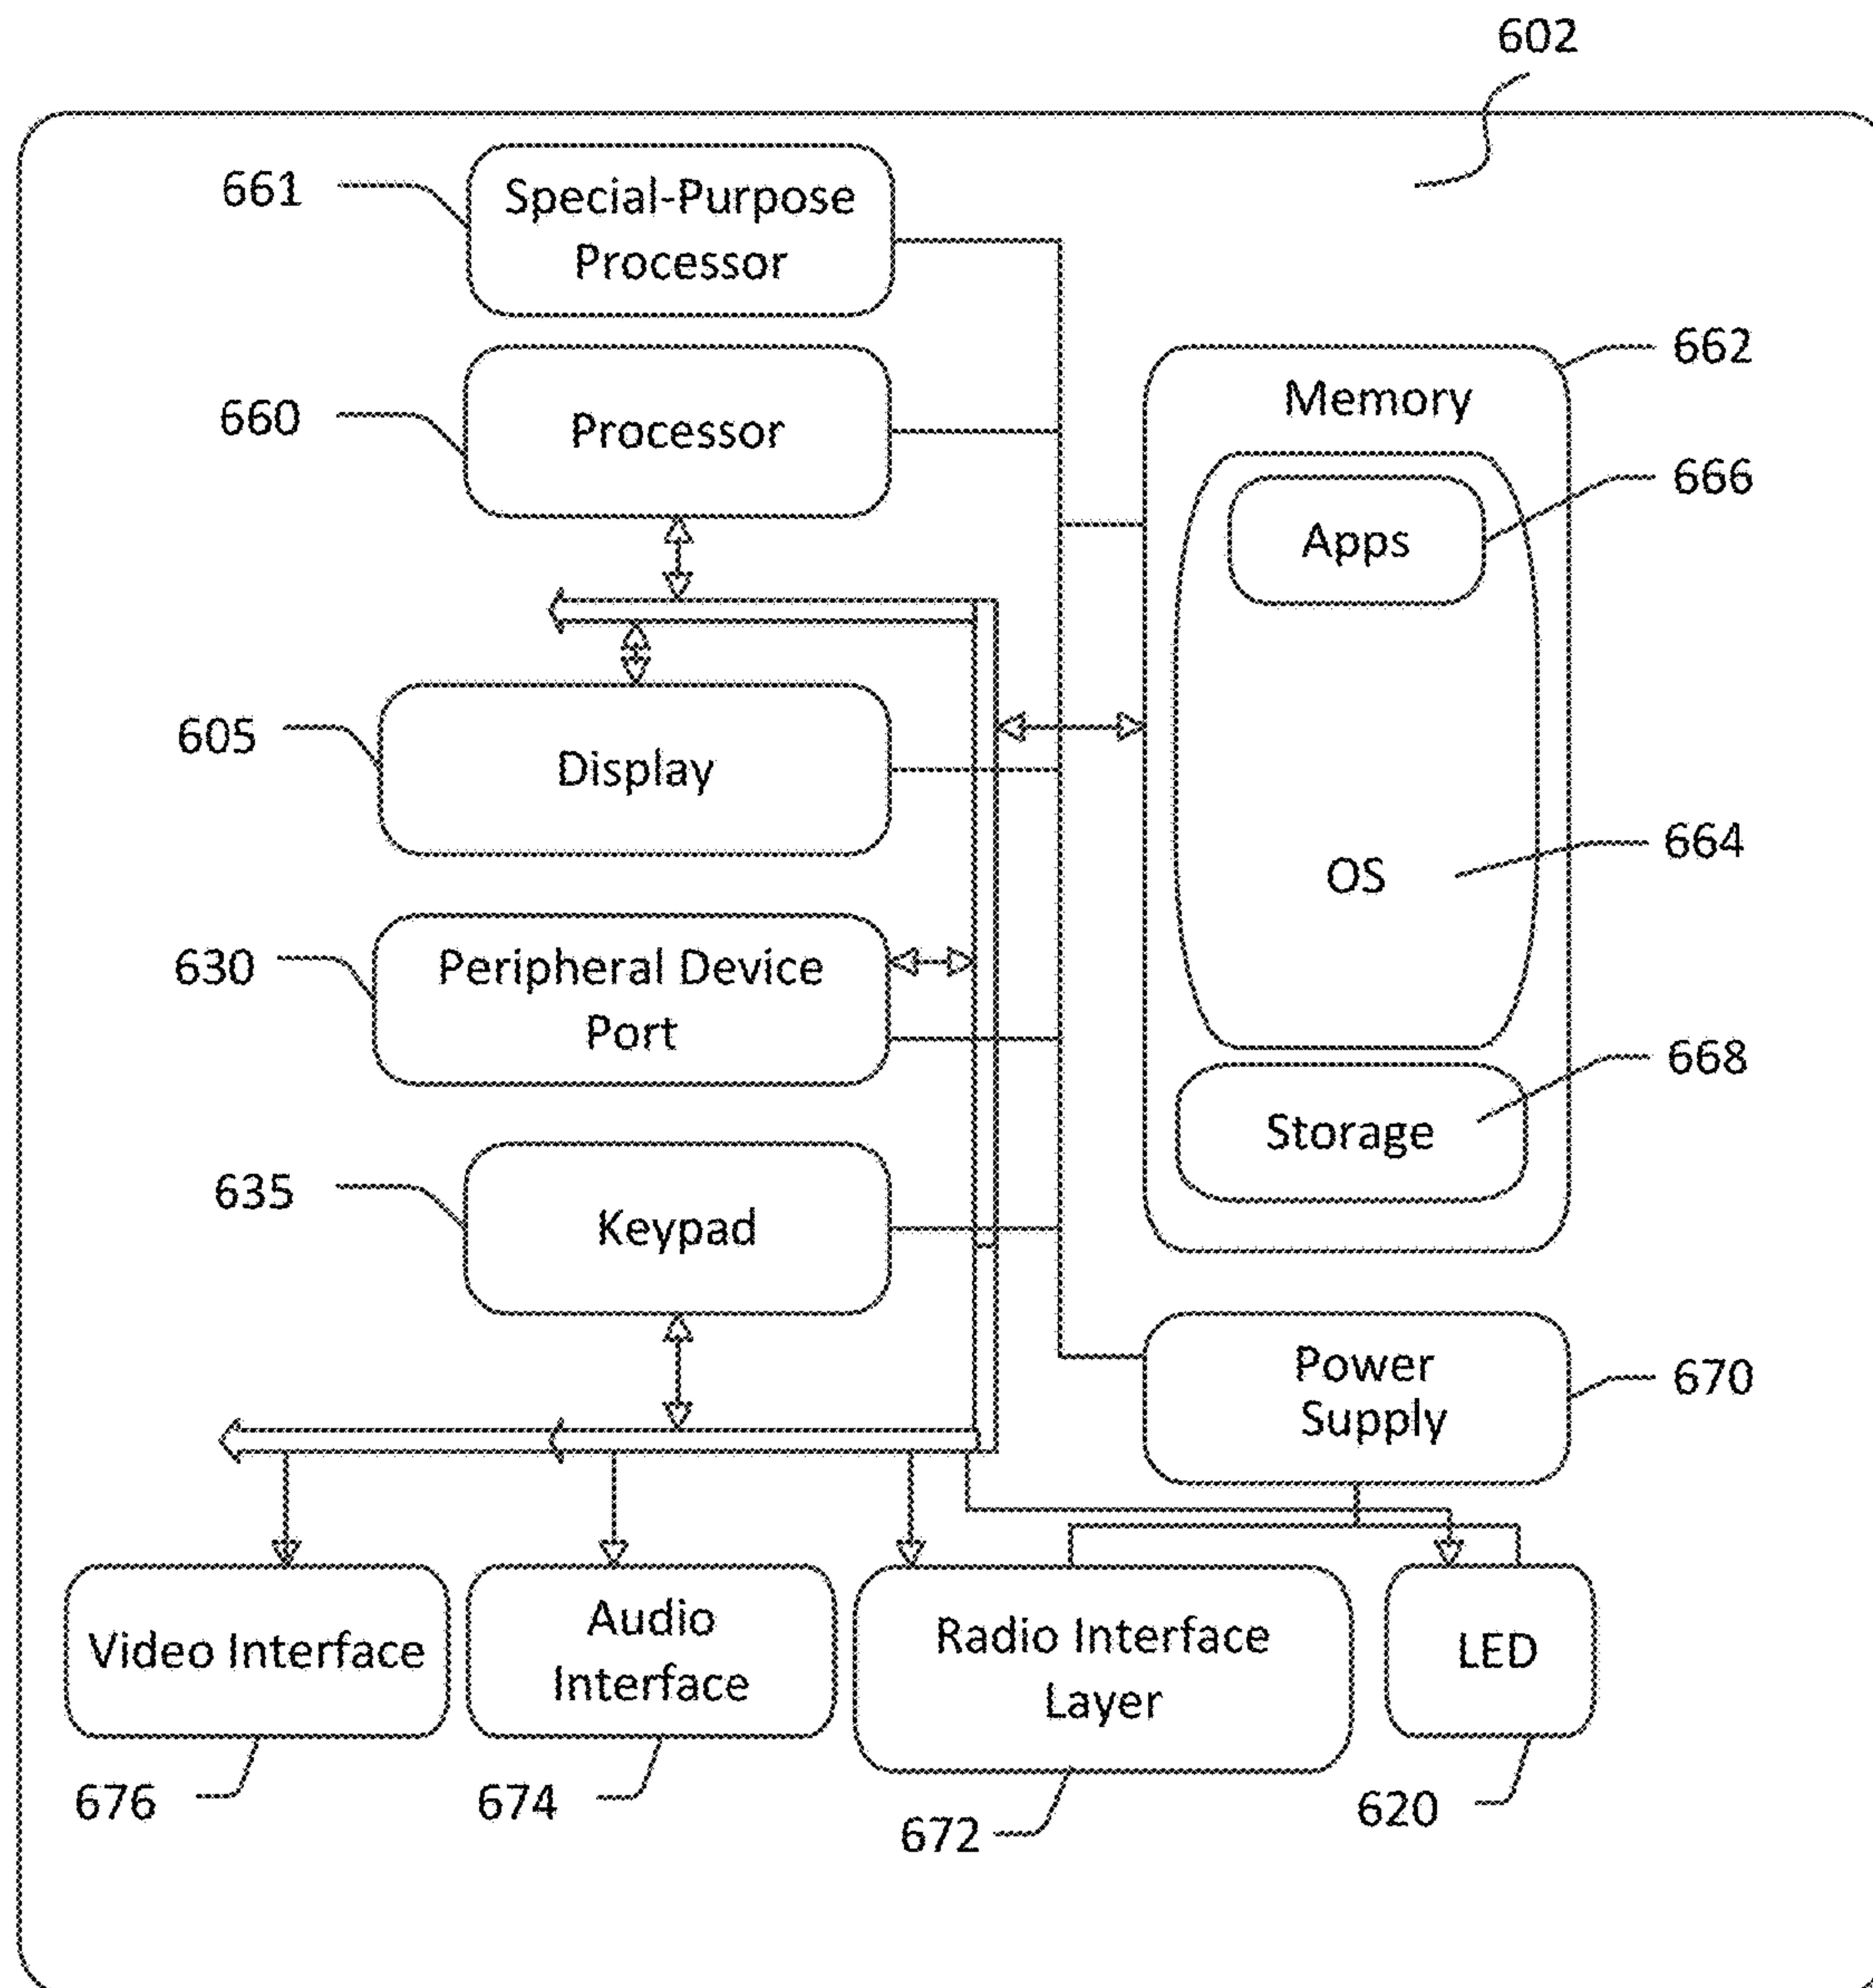 602
661
Special-Purpose
Processor
662
Memory
660
Processor
666
Apps
605
Display
664
OS
630
Peripheral Device
Port
668
Storage
635
Keypad
Power
Supply
670
Video Interface
Audio
Interface
Radio Interface
Layer
LED
676
674
672
620